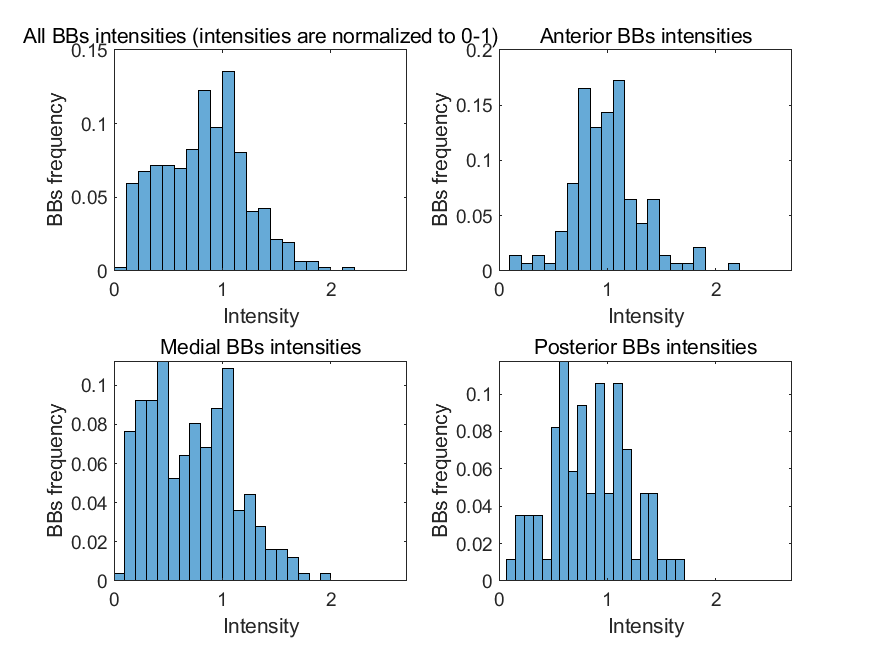 All BBs intensities (intensities are normalized to 0-1)
0.15
0.1
0.05
0
BBs frequency
0 1 2
Intensity
Anterior BBs intensities
0.2
0.15
0.1
0.05
0
BBs frequency
0 1 2
Intensity
Medial BBs intensities
0.1
0.08
0.06
0.04
0.02
0
BBs frequency
0 1 2
Intensity
Posterior BBs intensities
0.1
0.08
0.06
0.04
0.02
0
BBs frequency
0 1 2
Intensity